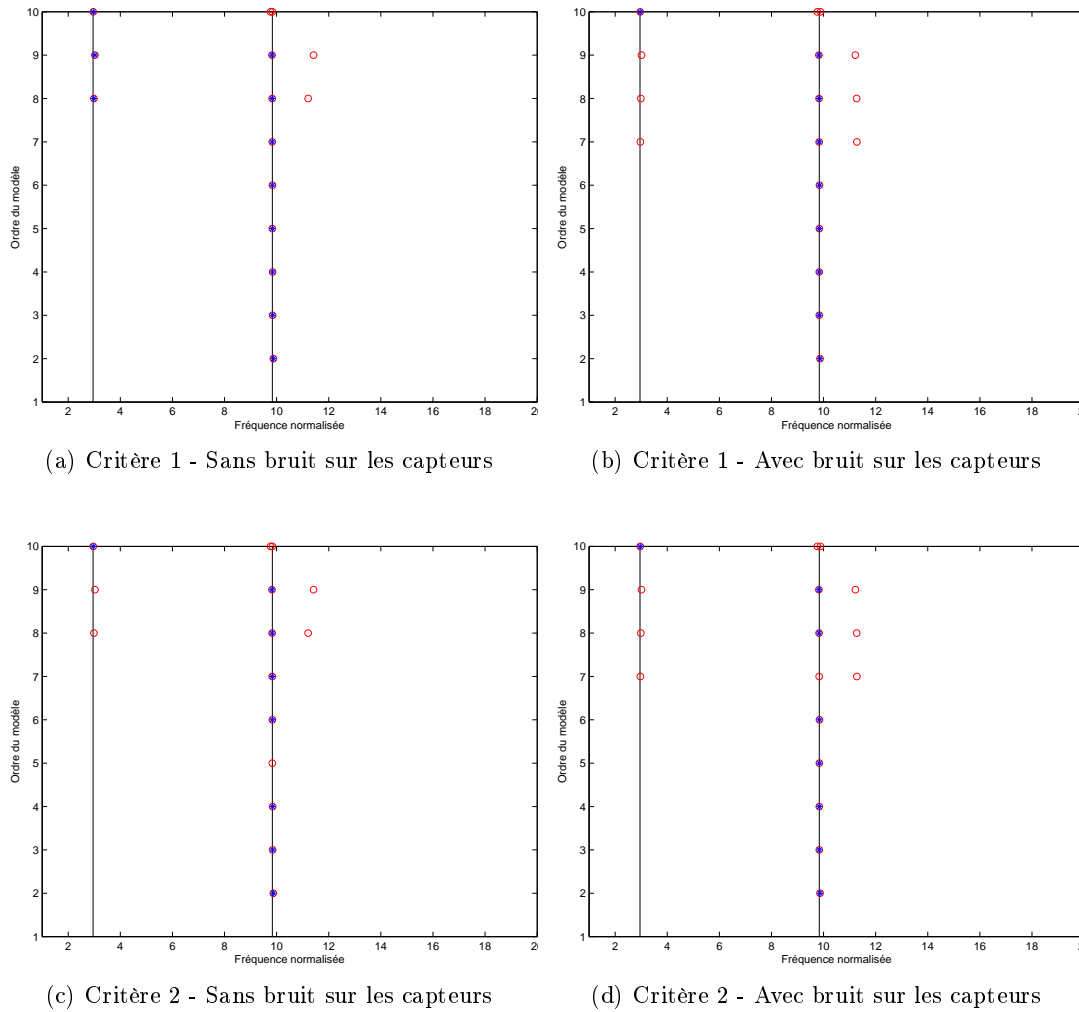 10
9
8
7
6
5
4
3
2
1
Ordre du modèle
2 4 6 8 10 12 14 16 18 20
Fréquence normalisée
(a) Critère 1 - Sans bruit sur les capteurs
10
9
8
7
6
5
4
3
2
1
Ordre du modèle
2 4 6 8 10 12 14 16 18
Fréquence normalisée
(b) Critère 1 - Avec bruit sur les capteurs
10
9
8
7
6
5
4
3
2
1
Ordre du modèle
2 4 6 8 10 12 14 16 18 20
Fréquence normalisée
(c) Critère 2 - Sans bruit sur les capteurs
10
9
8
7
6
5
4
3
2
1
Ordre du modèle
2 4 6 8 10 12 14 16 18
Fréquence normalisée
(d) Critère 2 - Avec bruit sur les capteurs